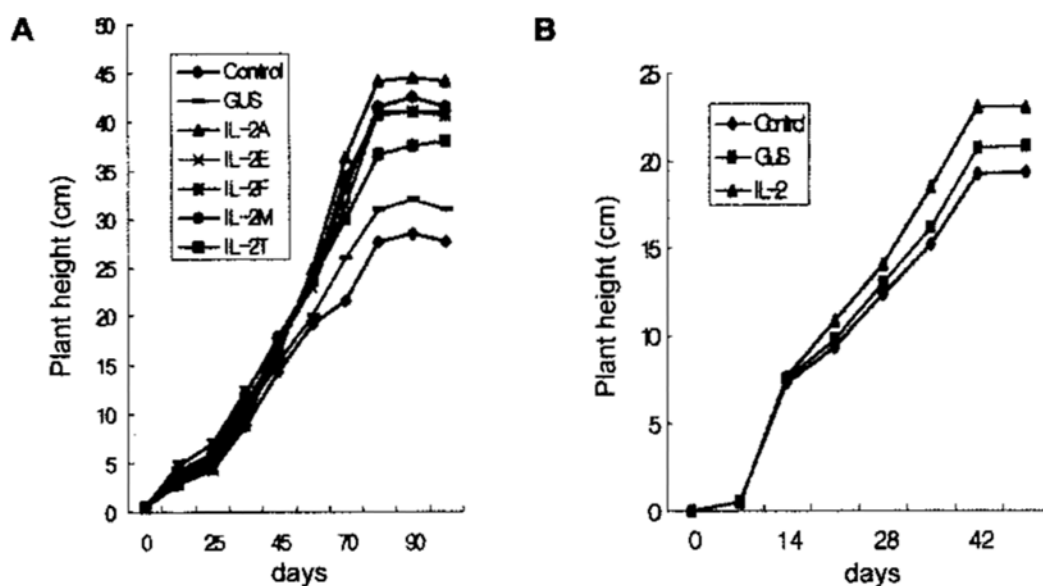 A
Plant height (cm)
50
45
40
35
30
25
20
15
10
5
0
Control
GUS
IL-2A
IL-2E
IL-2F
IL-2M
IL-2T
0 25 45 70 90
days
B
Plant height (cm)
25
20
15
10
5
0
Control
GUS
IL-2
0 14 28 42
days